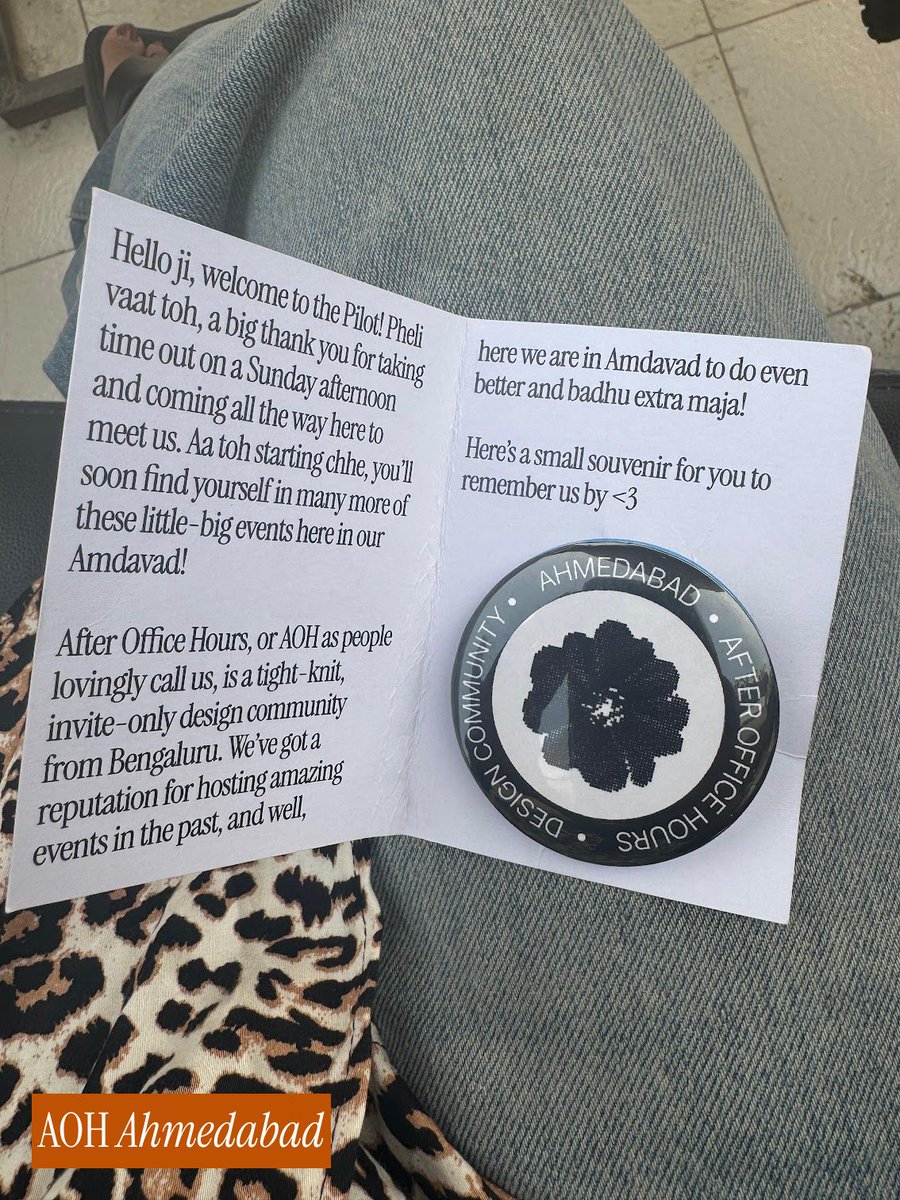 Hello ji, welcome to the Pilot! Pheli
vaat toh, a big thank you for taking
time out on a Sunday afternoon
and coming all the way here to
meet us. Aa toh starting chhe, you'll
soon find yourself in many more of
these little-big events here in our
Amdavad!
After Office Hours, or AOH as people
lovingly call us, is a tight-knit,
invite-only design community
from Bengaluru. We've got a
reputation for hosting amazing
events in the past, and well,
here we are in Amdavad to do even
better and badhu extra maja!
Here's a small souvenir for you to
remember us by <3
AHMEDABAD • AFTER OFFICE HOURS • DESIGN COMMUNITY •
AOH Ahmedabad